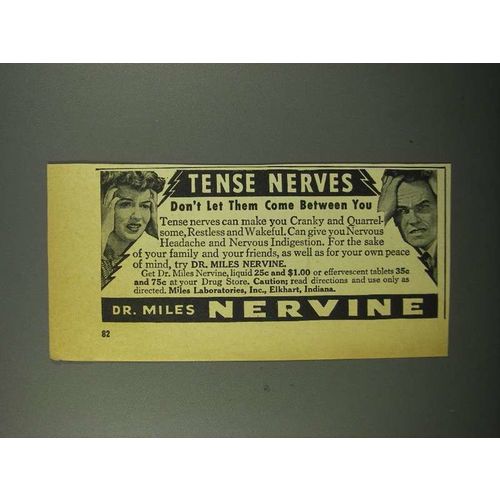 TENSE NERVES
Don't Let Them Come Between You
Tense nerves can make you Cranky and Quarrel-
some, Restless and Wakeful. Can give you Nervous
Headache and Nervous Indigestion. For the sake
of your family and your friends, as well as for your own peace
of mind, try DR. MILES NERVINE.
Get Dr. Miles Nervine, liquid 25c and $1.00 or effervescent tablets 35c
and 75c at your Drug Store. Caution; read directions and use only as
directed. Miles Laboratories, Inc., Elkhart, Indiana.
DR. MILES NERVINE
82